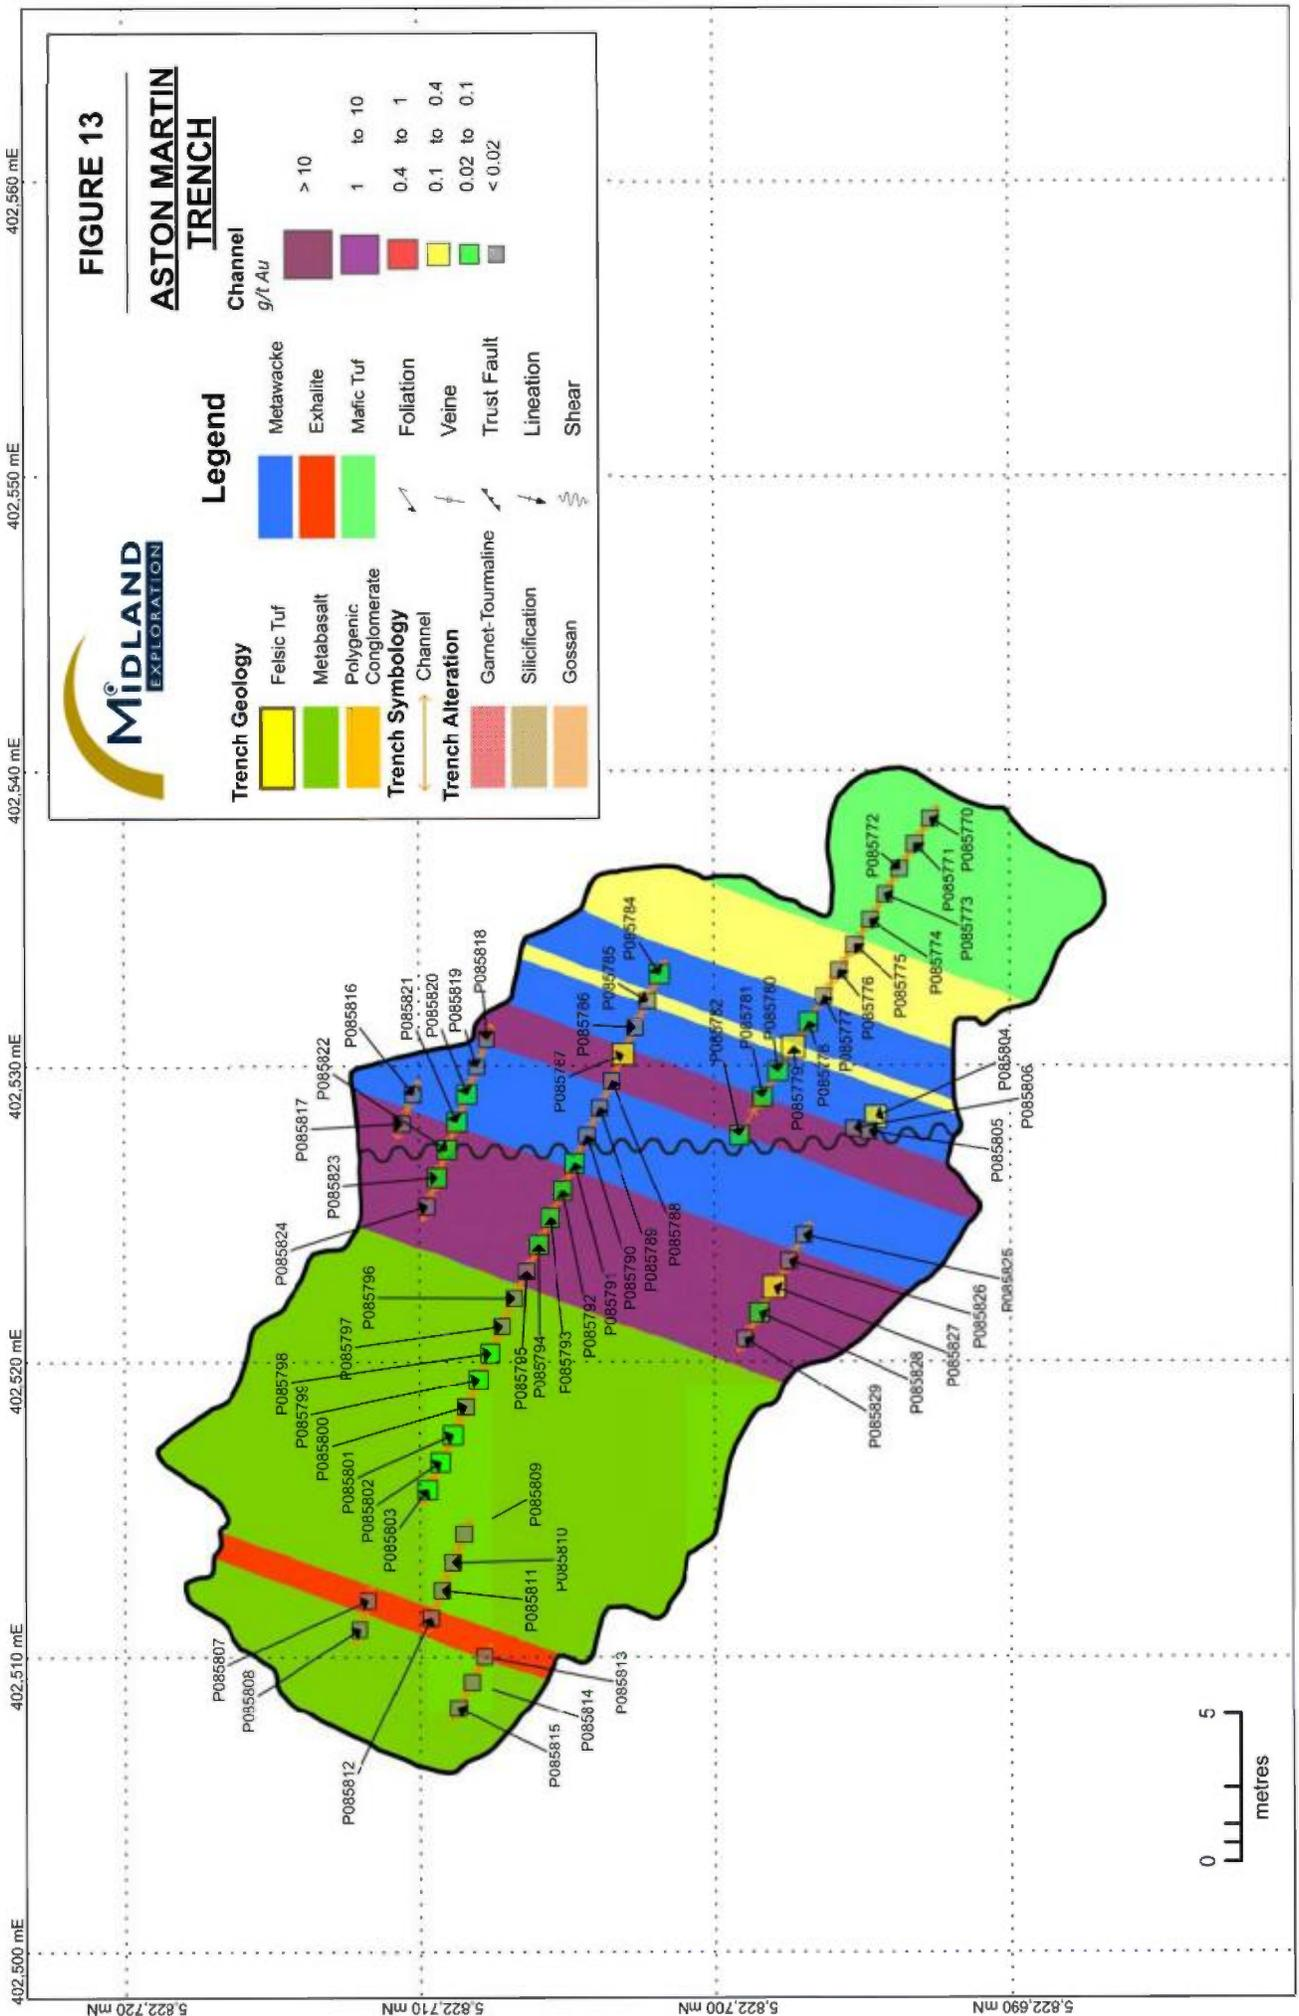 FIGURE 13
ASTON MARTIN
TRENCH
MIDLAND
EXPLORATION
Legend
Trench Geology
Felsic Tuf
Metabasalt
Polygenic
Conglomerate
Trench Symbology
Channel
Trench Alteration
Garnet-Tourmaline
Silicification
Gossan
Metawacke
Exhalite
Mafic Tuf
Foliation
Veine
Trust Fault
Lineation
Shear
Channel
g/t Au
> 10
1 to 10
0.4 to 1
0.1 to 0.4
0.02 to 0.1
< 0.02
402,500 mE
402,510 mE
402,520 mE
402,530 mE
402,540 mE
402,550 mE
402,560 mE
5,822,720 mN
5,822,710 mN
5,822,700 mN
5,822,690 mN
P085807
P085808
P085812
P085815
P085814
P085813
P085811
P085810
P085809
P085803
P085802
P085801
P085800
P085799
P085798
P085797
P085796
P085795
P085794
P085793
P085792
P085791
P085790
P085789
P085788
P085787
P085786
P085785
P085784
P085824
P085823
P085817
P085822
P085816
P085821
P085820
P085819
P085818
P085782
P085781
P085780
P085779
P085778
P085777
P085776
P085775
P085774
P085773
P085772
P085771
P085770
P085804
P085806
P085805
P085829
P085828
P085827
P085826
P085825
0 5
metres